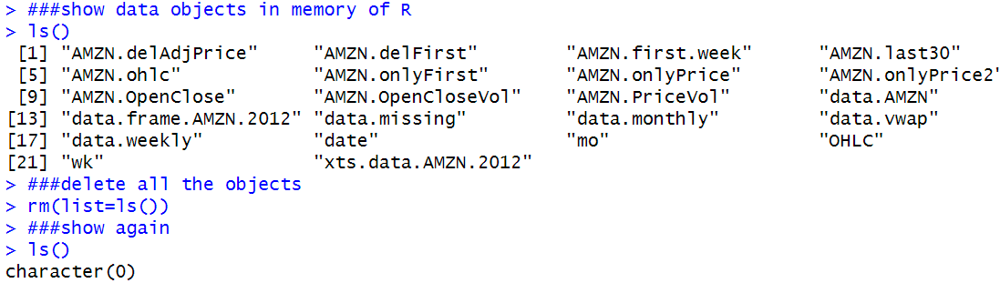 > ###show data objects in memory of R
> ls()
 [1] "AMZN.delAdjPrice"     "AMZN.delFirst"        "AMZN.first.week"      "AMZN.last30"
 [5] "AMZN.ohlc"            "AMZN.onlyFirst"       "AMZN.onlyPrice"       "AMZN.onlyPrice2"
 [9] "AMZN.OpenClose"       "AMZN.OpenCloseVol"    "AMZN.PriceVol"        "data.AMZN"
[13] "data.frame.AMZN.2012" "data.missing"         "data.monthly"         "data.vwap"
[17] "data.weekly"          "date"                 "mo"                   "OHLC"
[21] "wk"                   "xts.data.AMZN.2012"
> ###delete all the objects
> rm(list=ls())
> ###show again
> ls()
character(0)